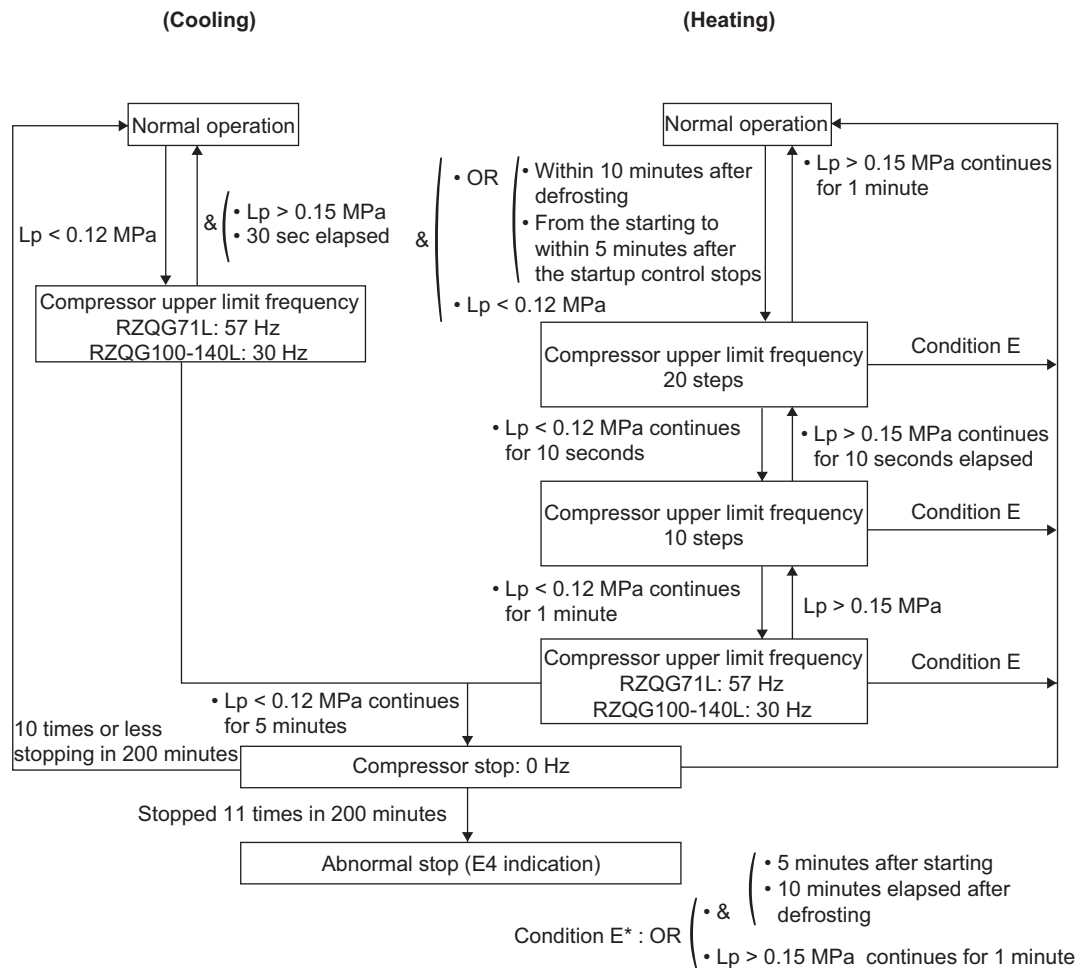 (Cooling)
(Heating)
Normal operation
Lp < 0.12 MPa
&
• Lp > 0.15 MPa
• 30 sec elapsed
Compressor upper limit frequency
RZQG71L: 57 Hz
RZQG100-140L: 30 Hz
Normal operation
&
• OR
• Within 10 minutes after
defrosting
• From the starting to
within 5 minutes after
the startup control stops
• Lp < 0.12 MPa
• Lp > 0.15 MPa continues
for 1 minute
Compressor upper limit frequency
20 steps
Condition E
• Lp < 0.12 MPa continues
for 10 seconds
• Lp > 0.15 MPa continues
for 10 seconds elapsed
Compressor upper limit frequency
10 steps
Condition E
• Lp < 0.12 MPa continues
for 1 minute
Lp > 0.15 MPa
Compressor upper limit frequency
RZQG71L: 57 Hz
RZQG100-140L: 30 Hz
Condition E
• Lp < 0.12 MPa continues
for 5 minutes
10 times or less
stopping in 200 minutes
Compressor stop: 0 Hz
Stopped 11 times in 200 minutes
Abnormal stop (E4 indication)
Condition E* : OR
• &
• 5 minutes after starting
• 10 minutes elapsed after
defrosting
• Lp > 0.15 MPa continues for 1 minute